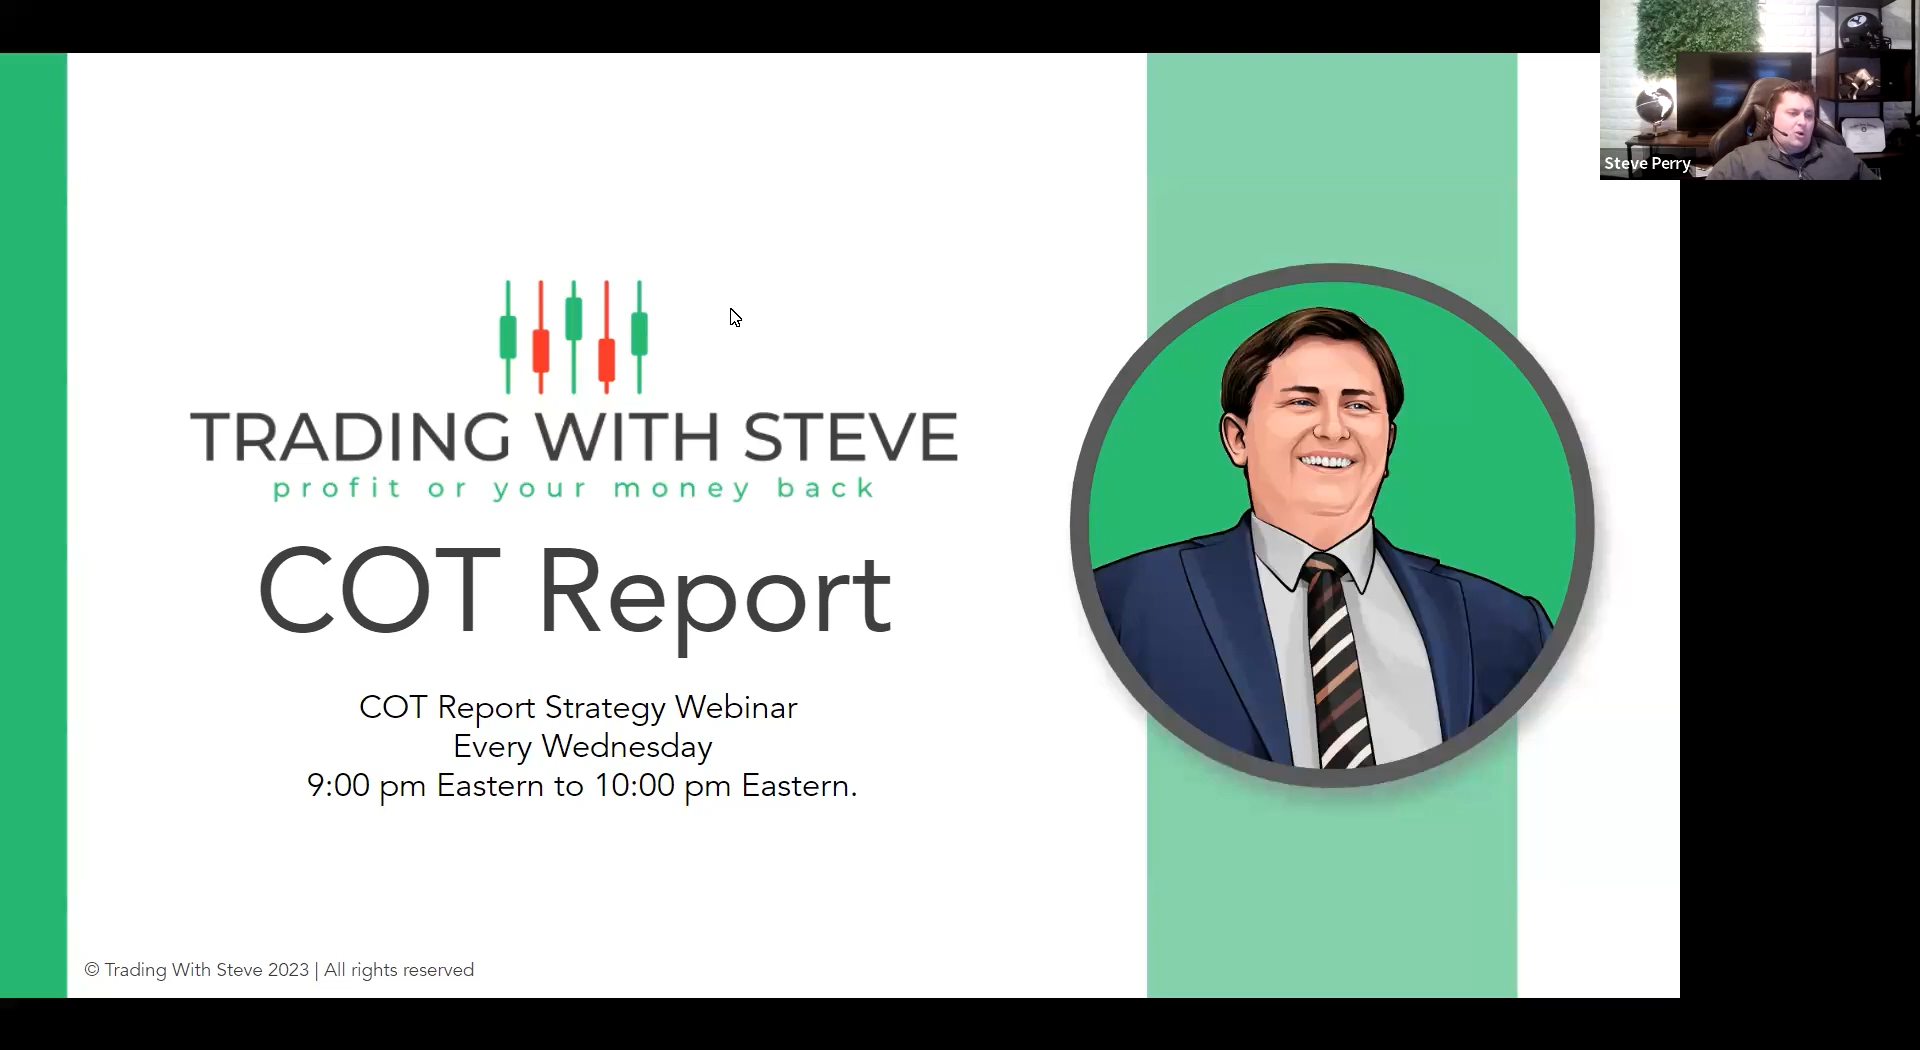 Steve Perry
TRADING WITH STEVE
profit or your money back
COT Report
COT Report Strategy Webinar
Every Wednesday
9:00 pm Eastern to 10:00 pm Eastern.
© Trading With Steve 2023 | All rights reserved